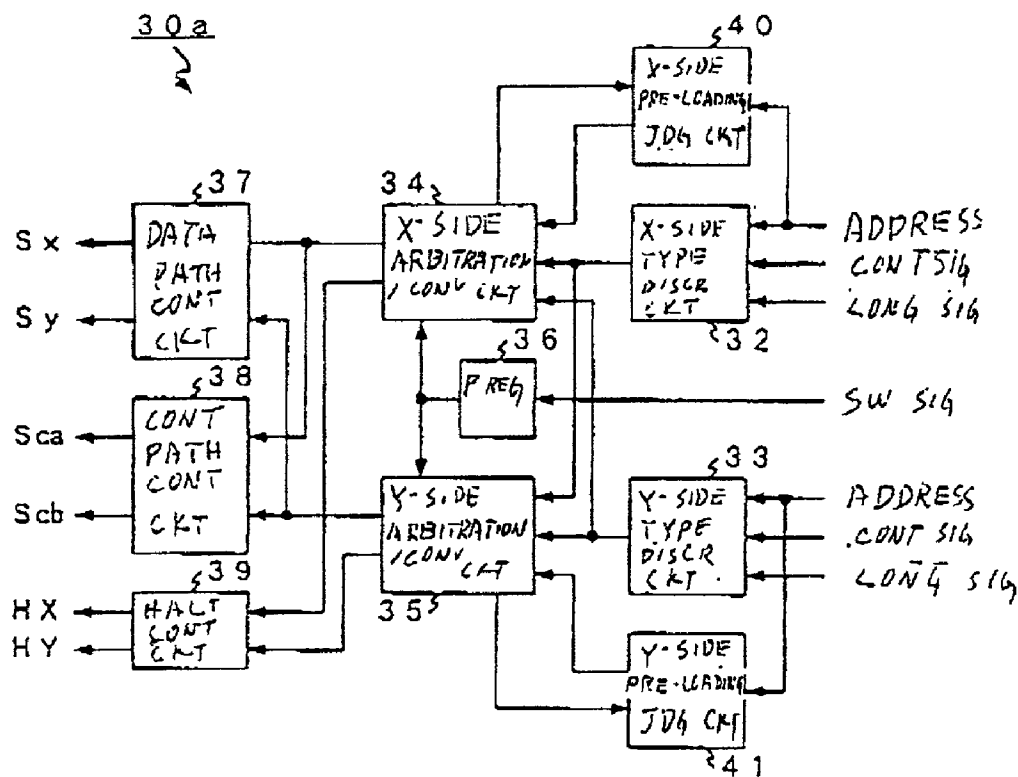 30a
40
X-SIDE
PRE-LOADING
JDG CKT
37
DATA
PATH
CONT
CKT
Sx
Sy
34
X-SIDE
ARBITRATION
/CONV CKT
X-SIDE
TYPE
DISCR
CKT
32
ADDRESS
CONT SIG
LONG SIG
36
P REG
SW SIG
38
CONT
PATH
CONT
CKT
Sca
Scb
Y-SIDE
ARBITRATION
/CONV
CKT
35
33
Y-SIDE
TYPE
DISCR
CKT
ADDRESS
CONT SIG
LONG SIG
39
HALT
CONT
CKT
HX
HY
Y-SIDE
PRE-LOADING
JDG CKT
41